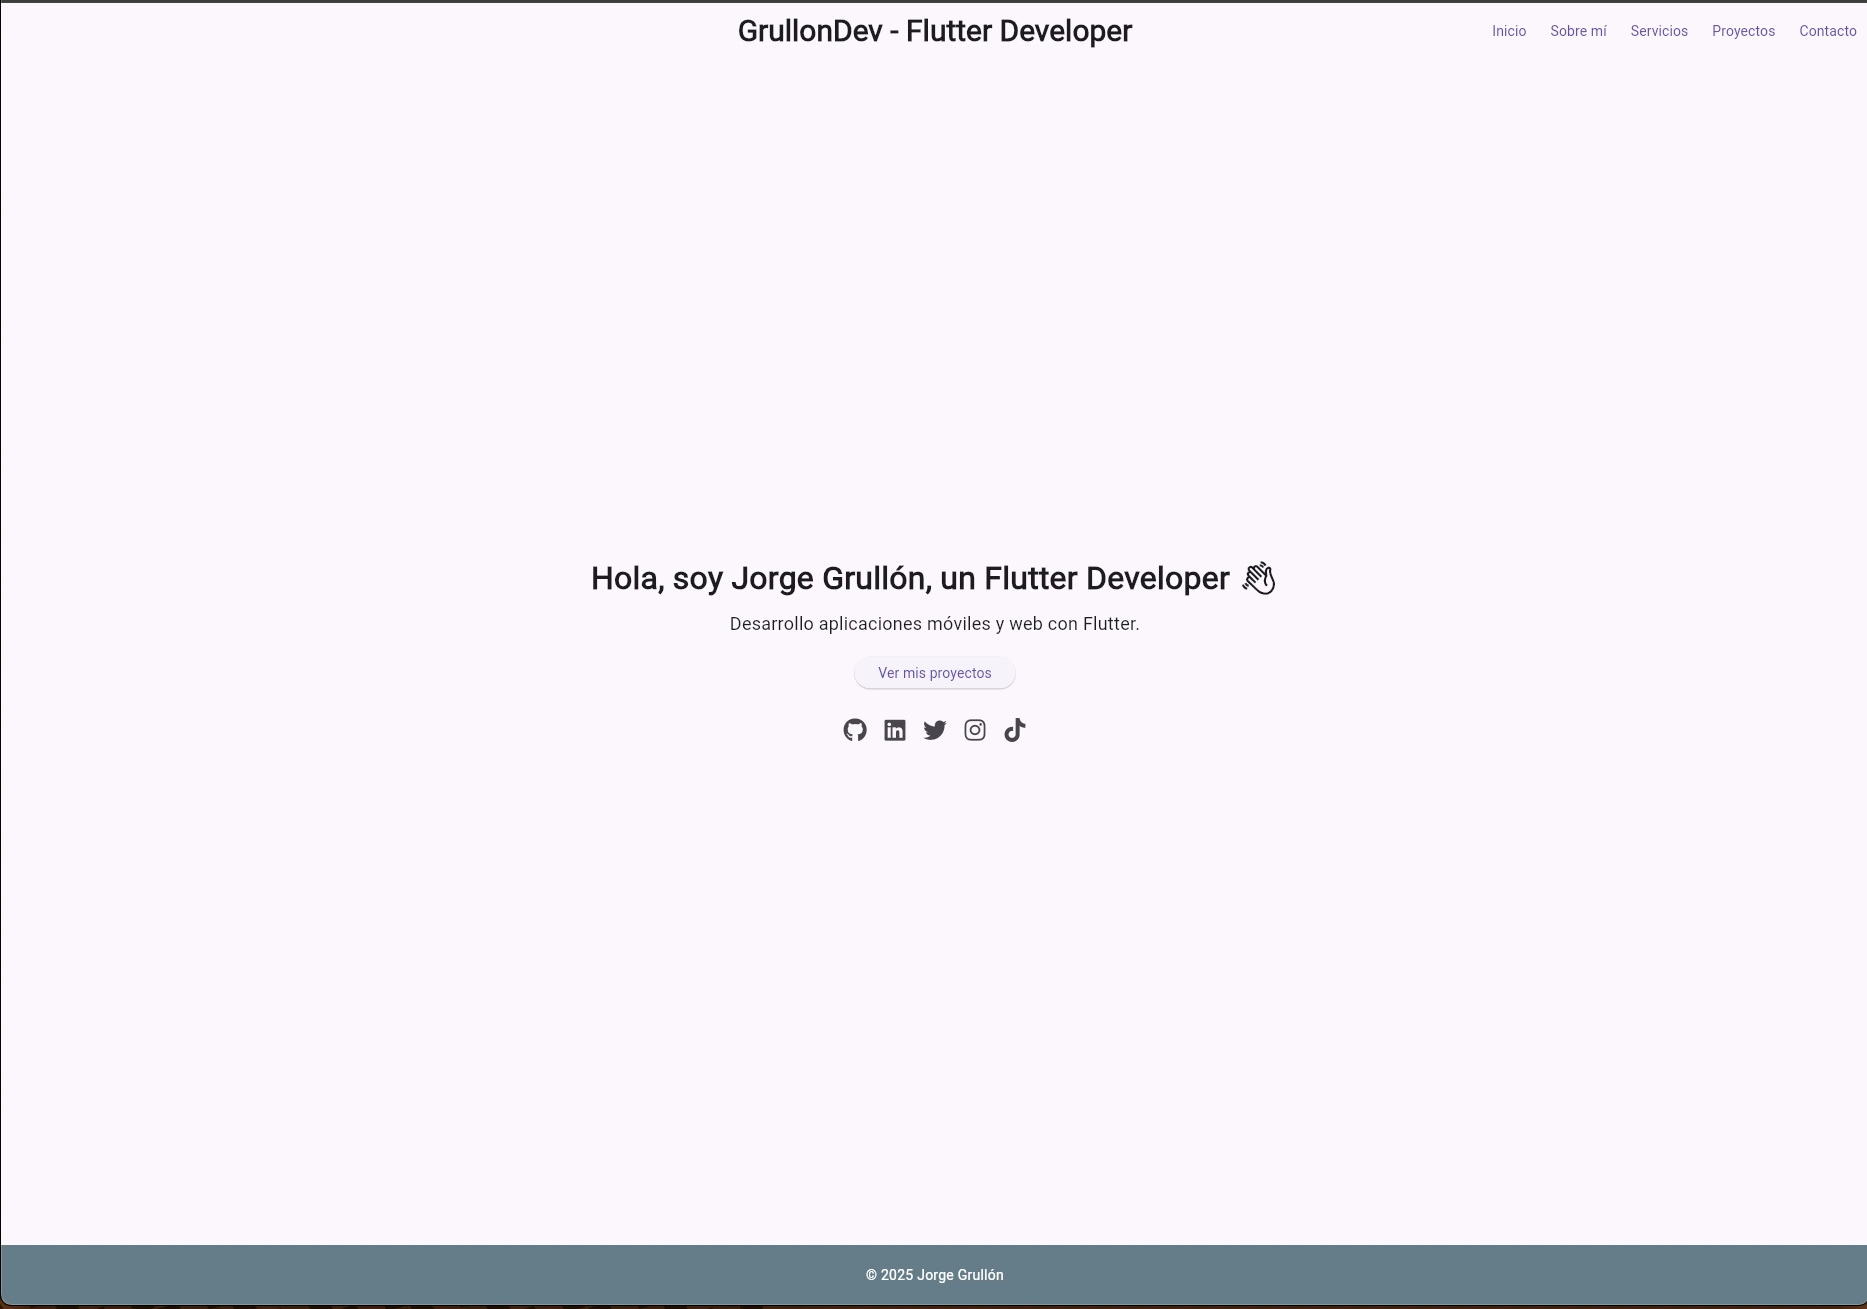 GrullonDev - Flutter Developer
Inicio Sobre mí Servicios Proyectos Contacto
Hola, soy Jorge Grullón, un Flutter Developer 👋
Desarrollo aplicaciones móviles y web con Flutter.
Ver mis proyectos
© 2025 Jorge Grullón